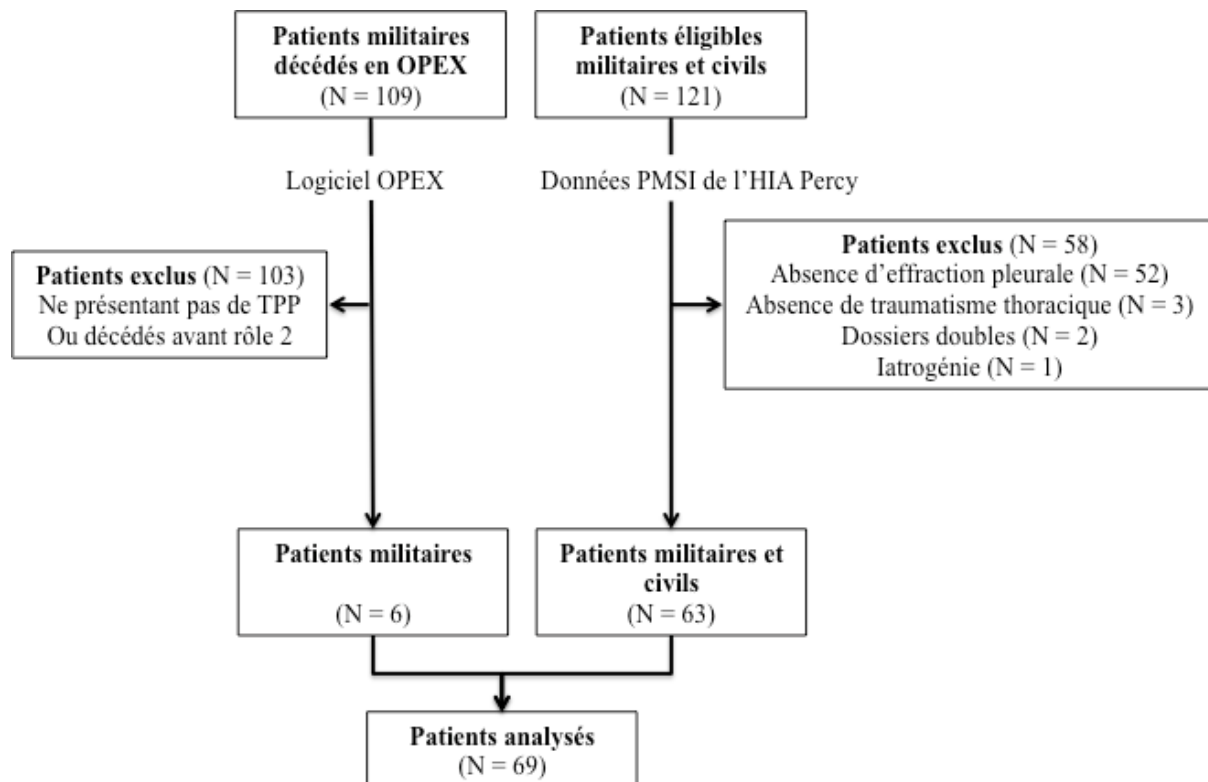 Patients militaires
décédés en OPEX
(N = 109)
Patients éligibles
militaires et civils
(N = 121)
Logiciel OPEX
Données PMSI de l'HIA Percy
Patients exclus (N = 103)
Ne présentant pas de TPP
Ou décédés avant rôle 2
Patients exclus (N = 58)
Absence d'effraction pleurale (N = 52)
Absence de traumatisme thoracique (N = 3)
Dossiers doubles (N = 2)
Iatrogénie (N = 1)
Patients militaires
(N = 6)
Patients militaires et
civils
(N = 63)
Patients analysés
(N = 69)